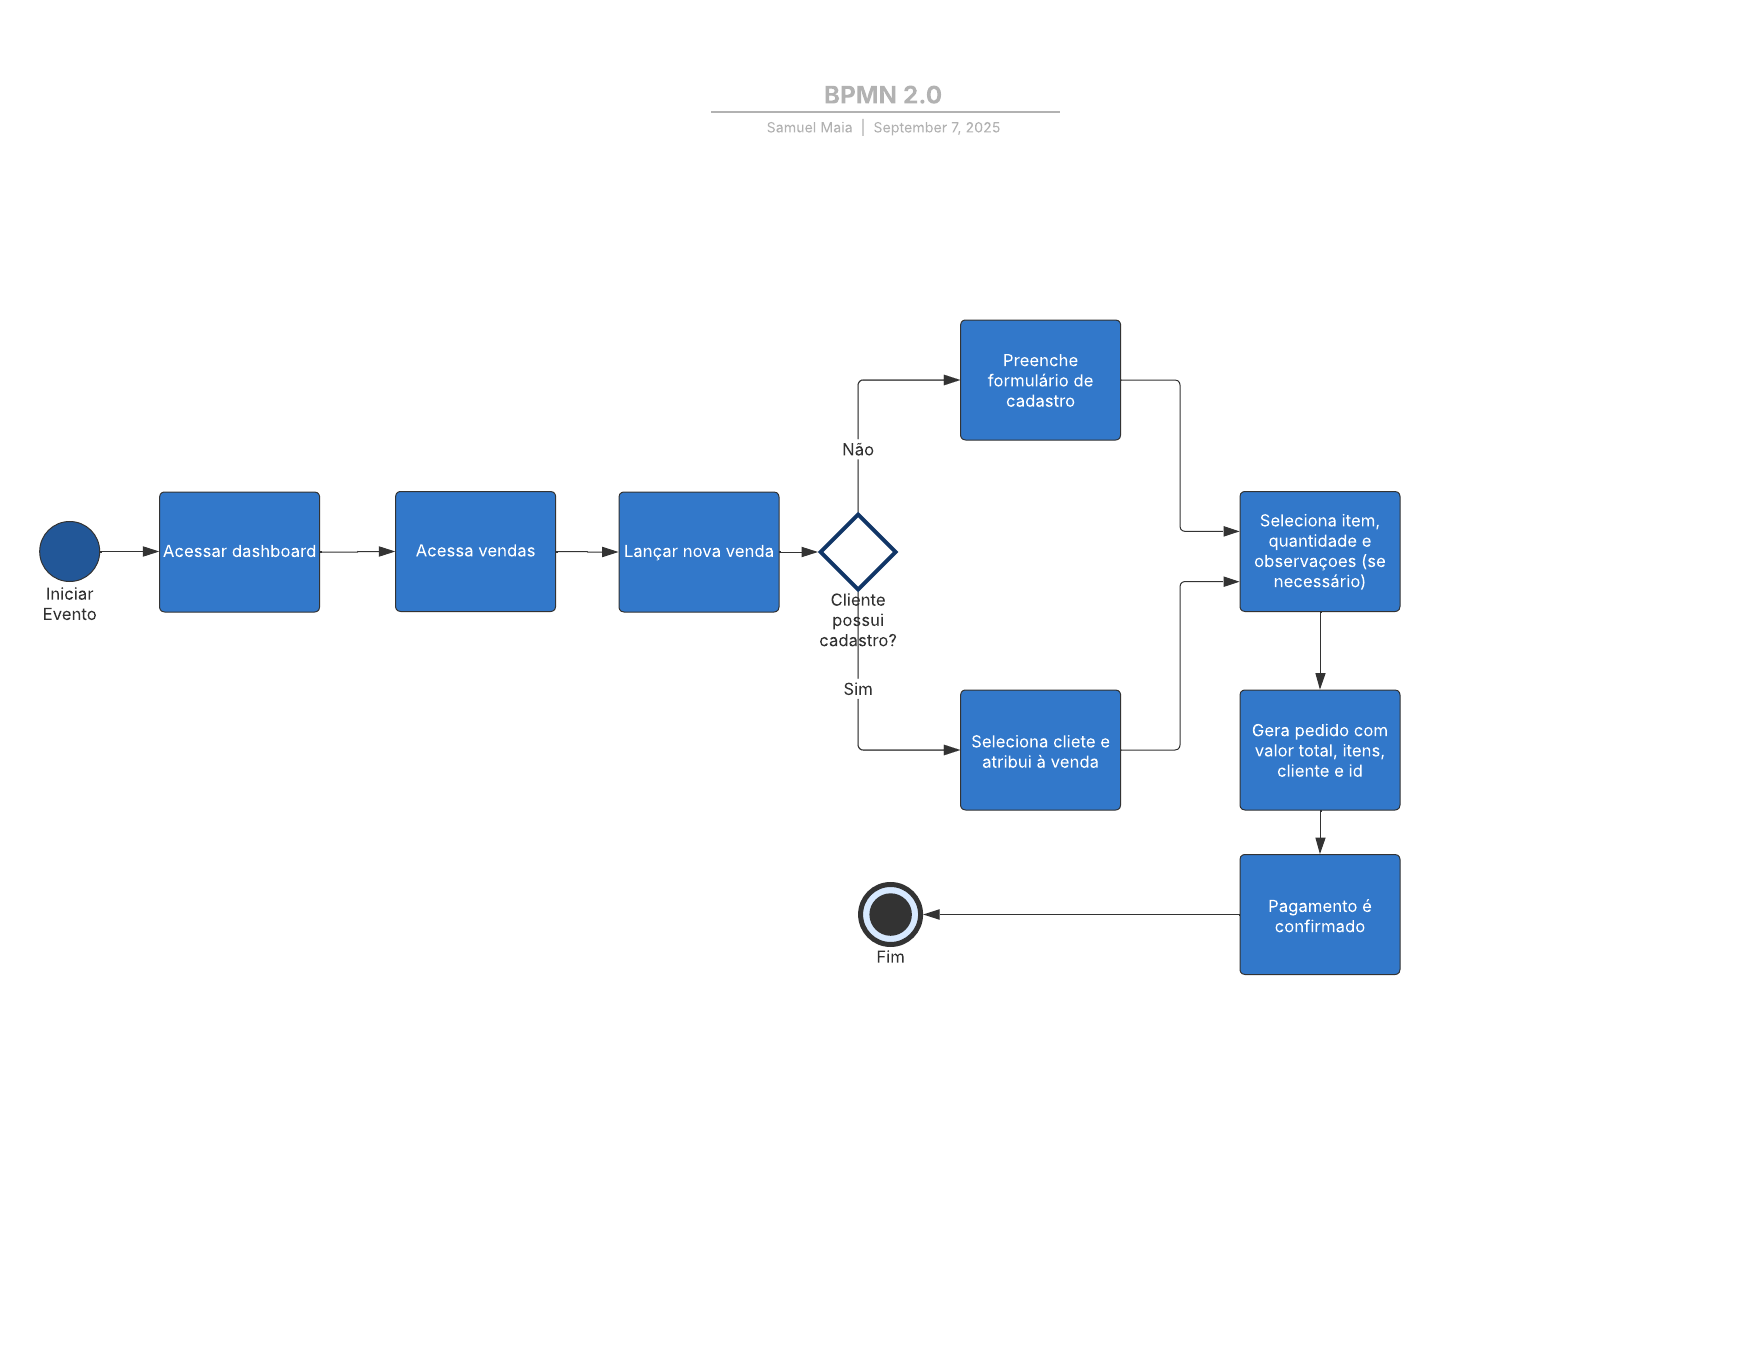 BPMN 2.0
Samuel Maia | September 7, 2025
Iniciar
Evento
Acessar dashboard
Acessa vendas
Lançar nova venda
Cliente
possui
cadastro?
Não
Preenche
formulário de
cadastro
Sim
Seleciona cliete e
atribui à venda
Seleciona item,
quantidade e
observaçoes (se
necessário)
Gera pedido com
valor total, itens,
cliente e id
Pagamento é
confirmado
Fim